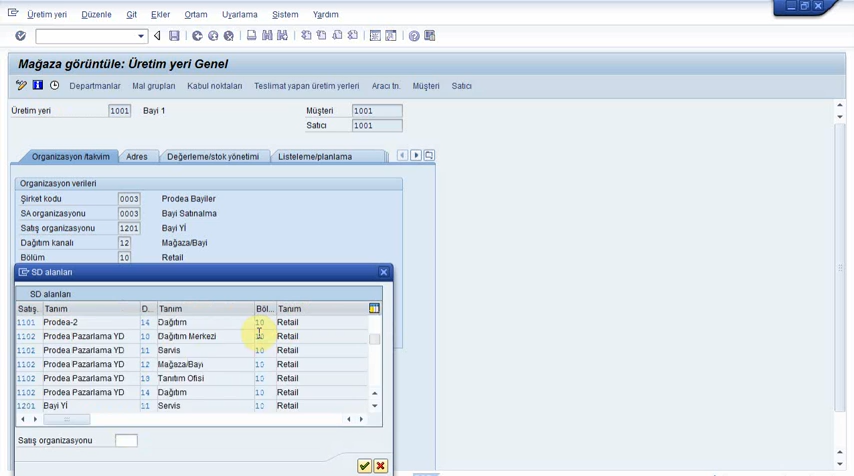 Üretim yeri Düzenle Git Ekler Ortam Uyarlama Sistem Yardım
Mağaza görüntüle: Üretim yeri Genel
Departmanlar Mal grupları Kabul noktaları Teslimat yapan üretim yerleri Aracı tn. Müşteri Satıcı
Üretim yeri 1001 Bayi 1 Müşteri 1001
Satıcı 1001
Organizasyon /takvim Adres Değerleme/stok yönetimi Listeleme/planlama
Organizasyon verileri
Şirket kodu 0003 Prodea Bayiler
SA organizasyonu 0003 Bayi Satınalma
Satış organizasyonu 1201 Bayi Yİ
Dağıtım kanalı 12 Mağaza/Bayi
Bölüm 10 Retail
SD alanları
SD alanları
Satış. Tanım D... Tanım Böl... Tanım
1101 Prodea-2 14 Dağıtım 10 Retail
1102 Prodea Pazarlama YD 10 Dağıtım Merkezi Retail
1102 Prodea Pazarlama YD 11 Servis 10 Retail
1102 Prodea Pazarlama YD 12 Mağaza/Bayi 10 Retail
1102 Prodea Pazarlama YD 13 Tanıtım Ofisi 10 Retail
1102 Prodea Pazarlama YD 14 Dağıtım 10 Retail
1201 Bayi Yİ 11 Servis 10 Retail
Satış organizasyonu